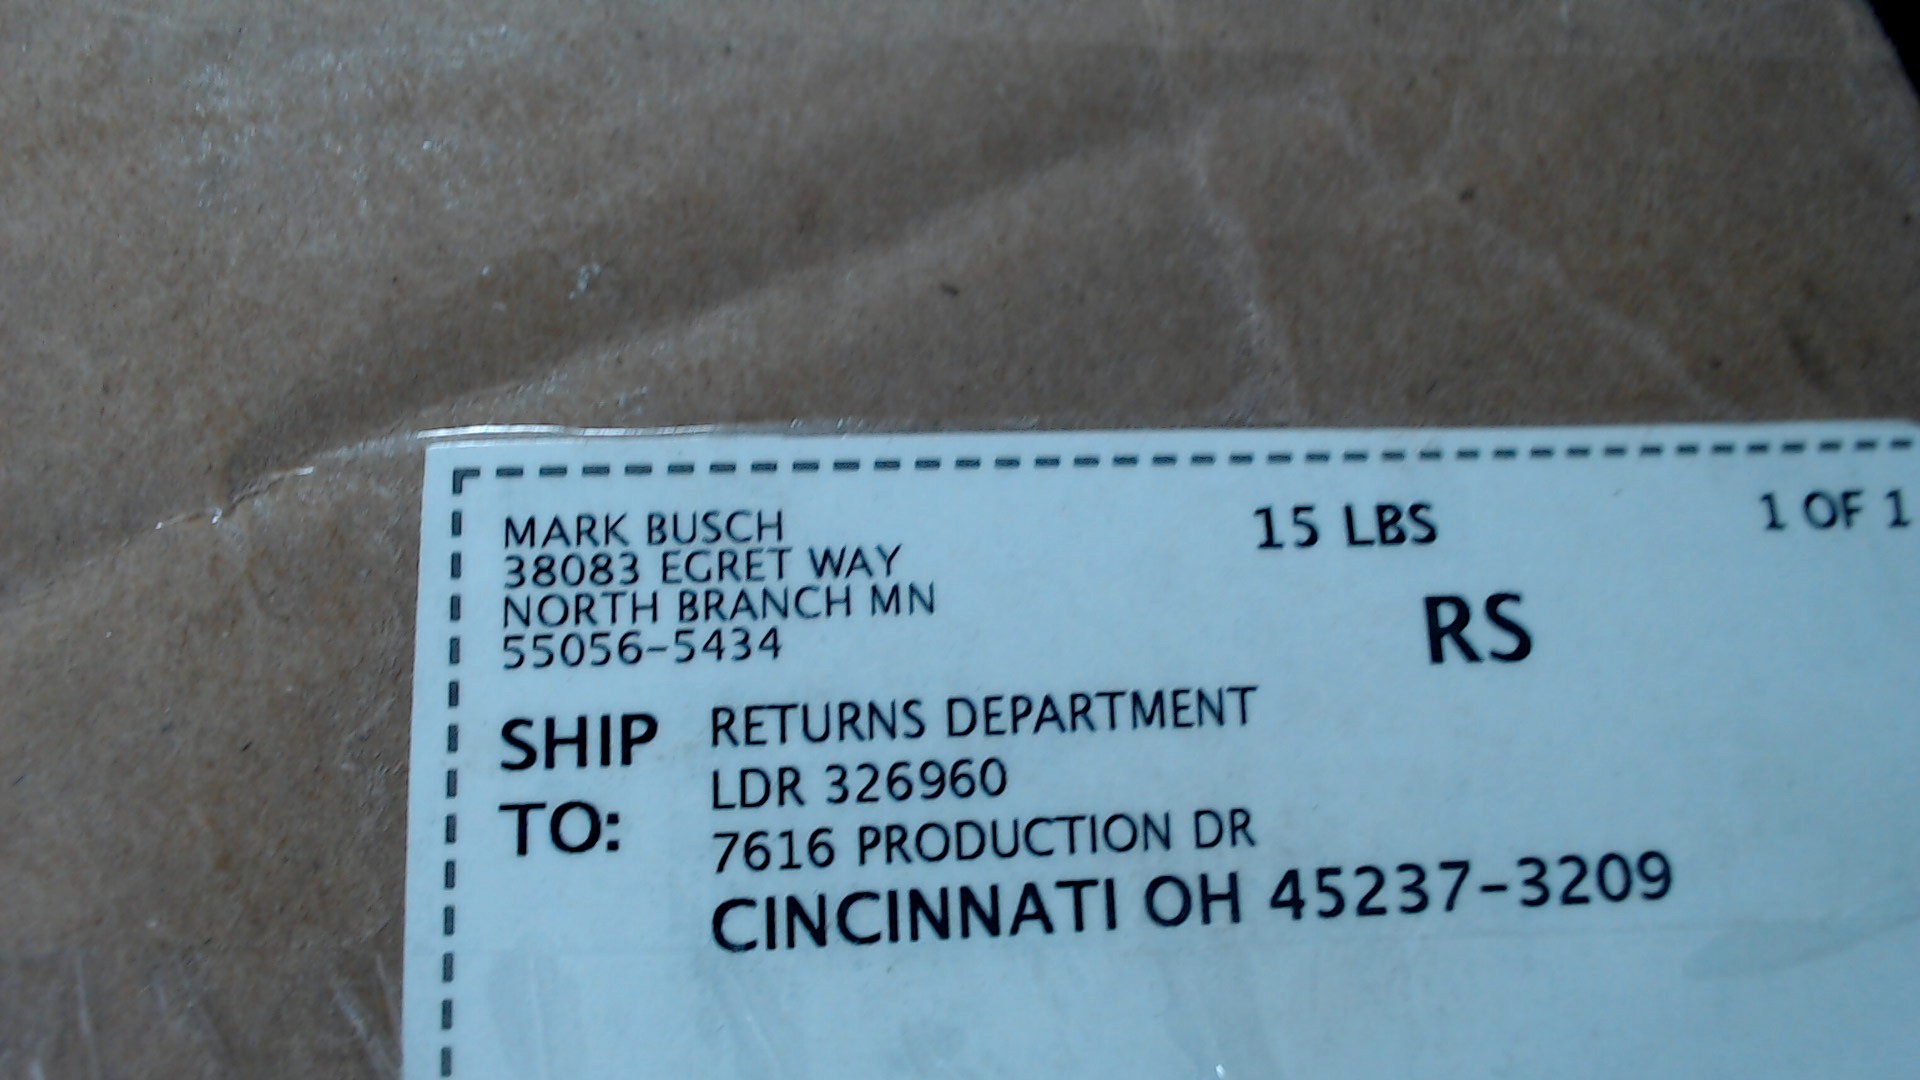 MARK BUSCH
38083 EGRET WAY
NORTH BRANCH MN
55056-5434
15 LBS
1 OF 1
RS
SHIP TO:
RETURNS DEPARTMENT
LDR 326960
7616 PRODUCTION DR
CINCINNATI OH 45237-3209